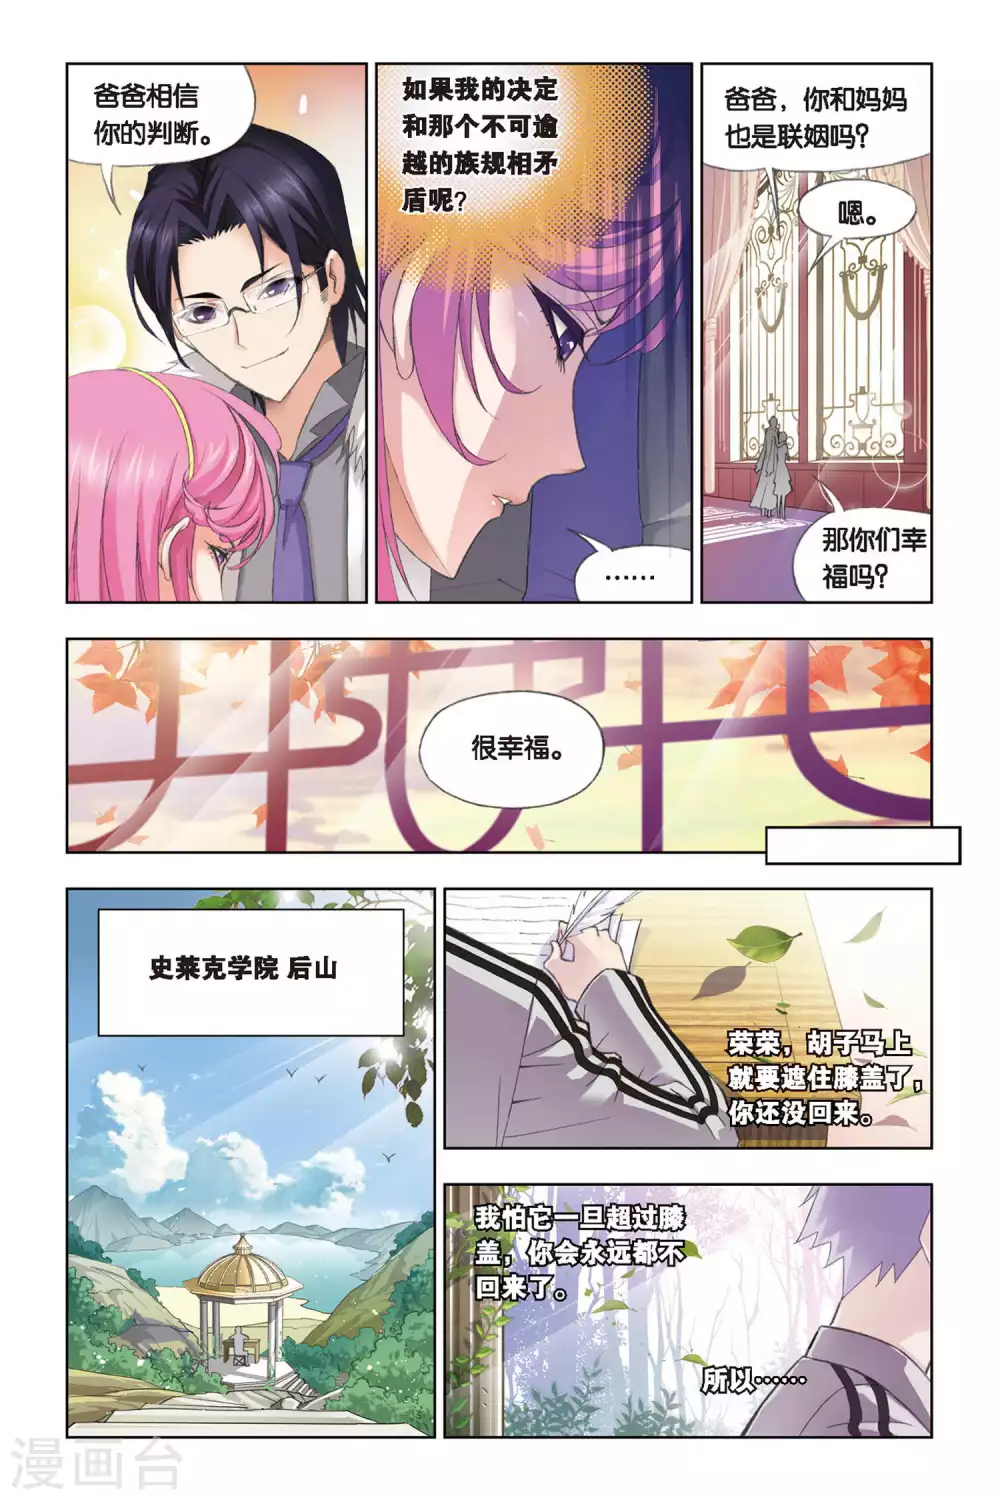 爸爸相信
你的判断。
如果我的决定
和那个不可逾
越的族规相矛
盾呢?
……
爸爸，你和妈妈
也是联姻吗?
嗯。
那你们幸
福吗?
很幸福。
史莱克学院 后山
荣荣，胡子马上
就要遮住膝盖了，
你还没回来。
我怕它一旦超过膝
盖，你会永远都不
回来了。
所以……
漫画台